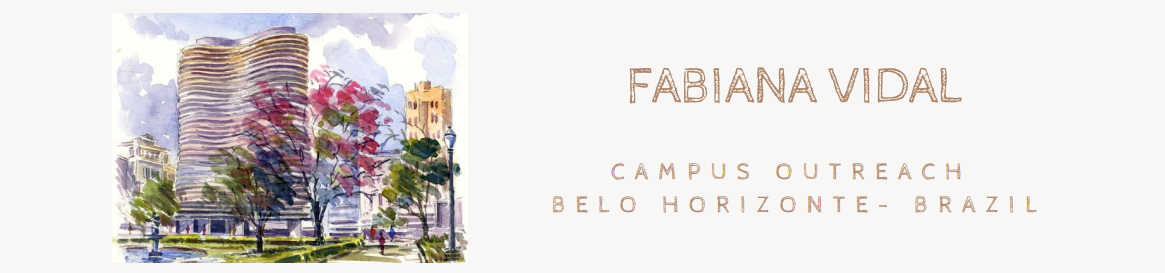 FABIANA VIDAL
CAMPUS OUTREACH
BELO HORIZONTE- BRAZIL